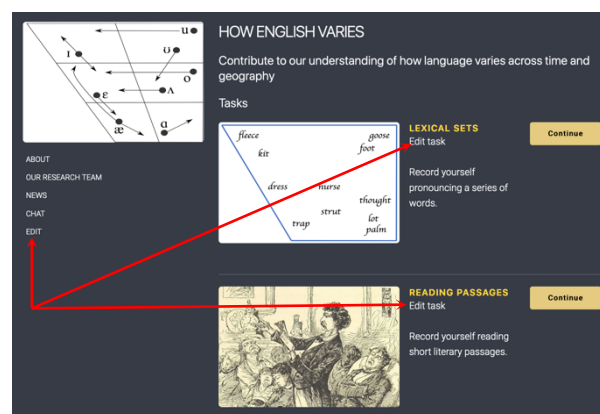 u
ɪ
ʊ
o
ɛ
ʌ
æ
ɑ
ABOUT
OUR RESEARCH TEAM
NEWS
CHAT
EDIT
HOW ENGLISH VARIES
Contribute to our understanding of how language varies across time and
geography
Tasks
fleece
goose
kit
foot
dress
nurse
thought
strut
lot
trap
palm
LEXICAL SETS
Edit task
Record yourself
pronouncing a series of
words.
Continue
READING PASSAGES
Edit task
Record yourself reading
short literary passages.
Continue